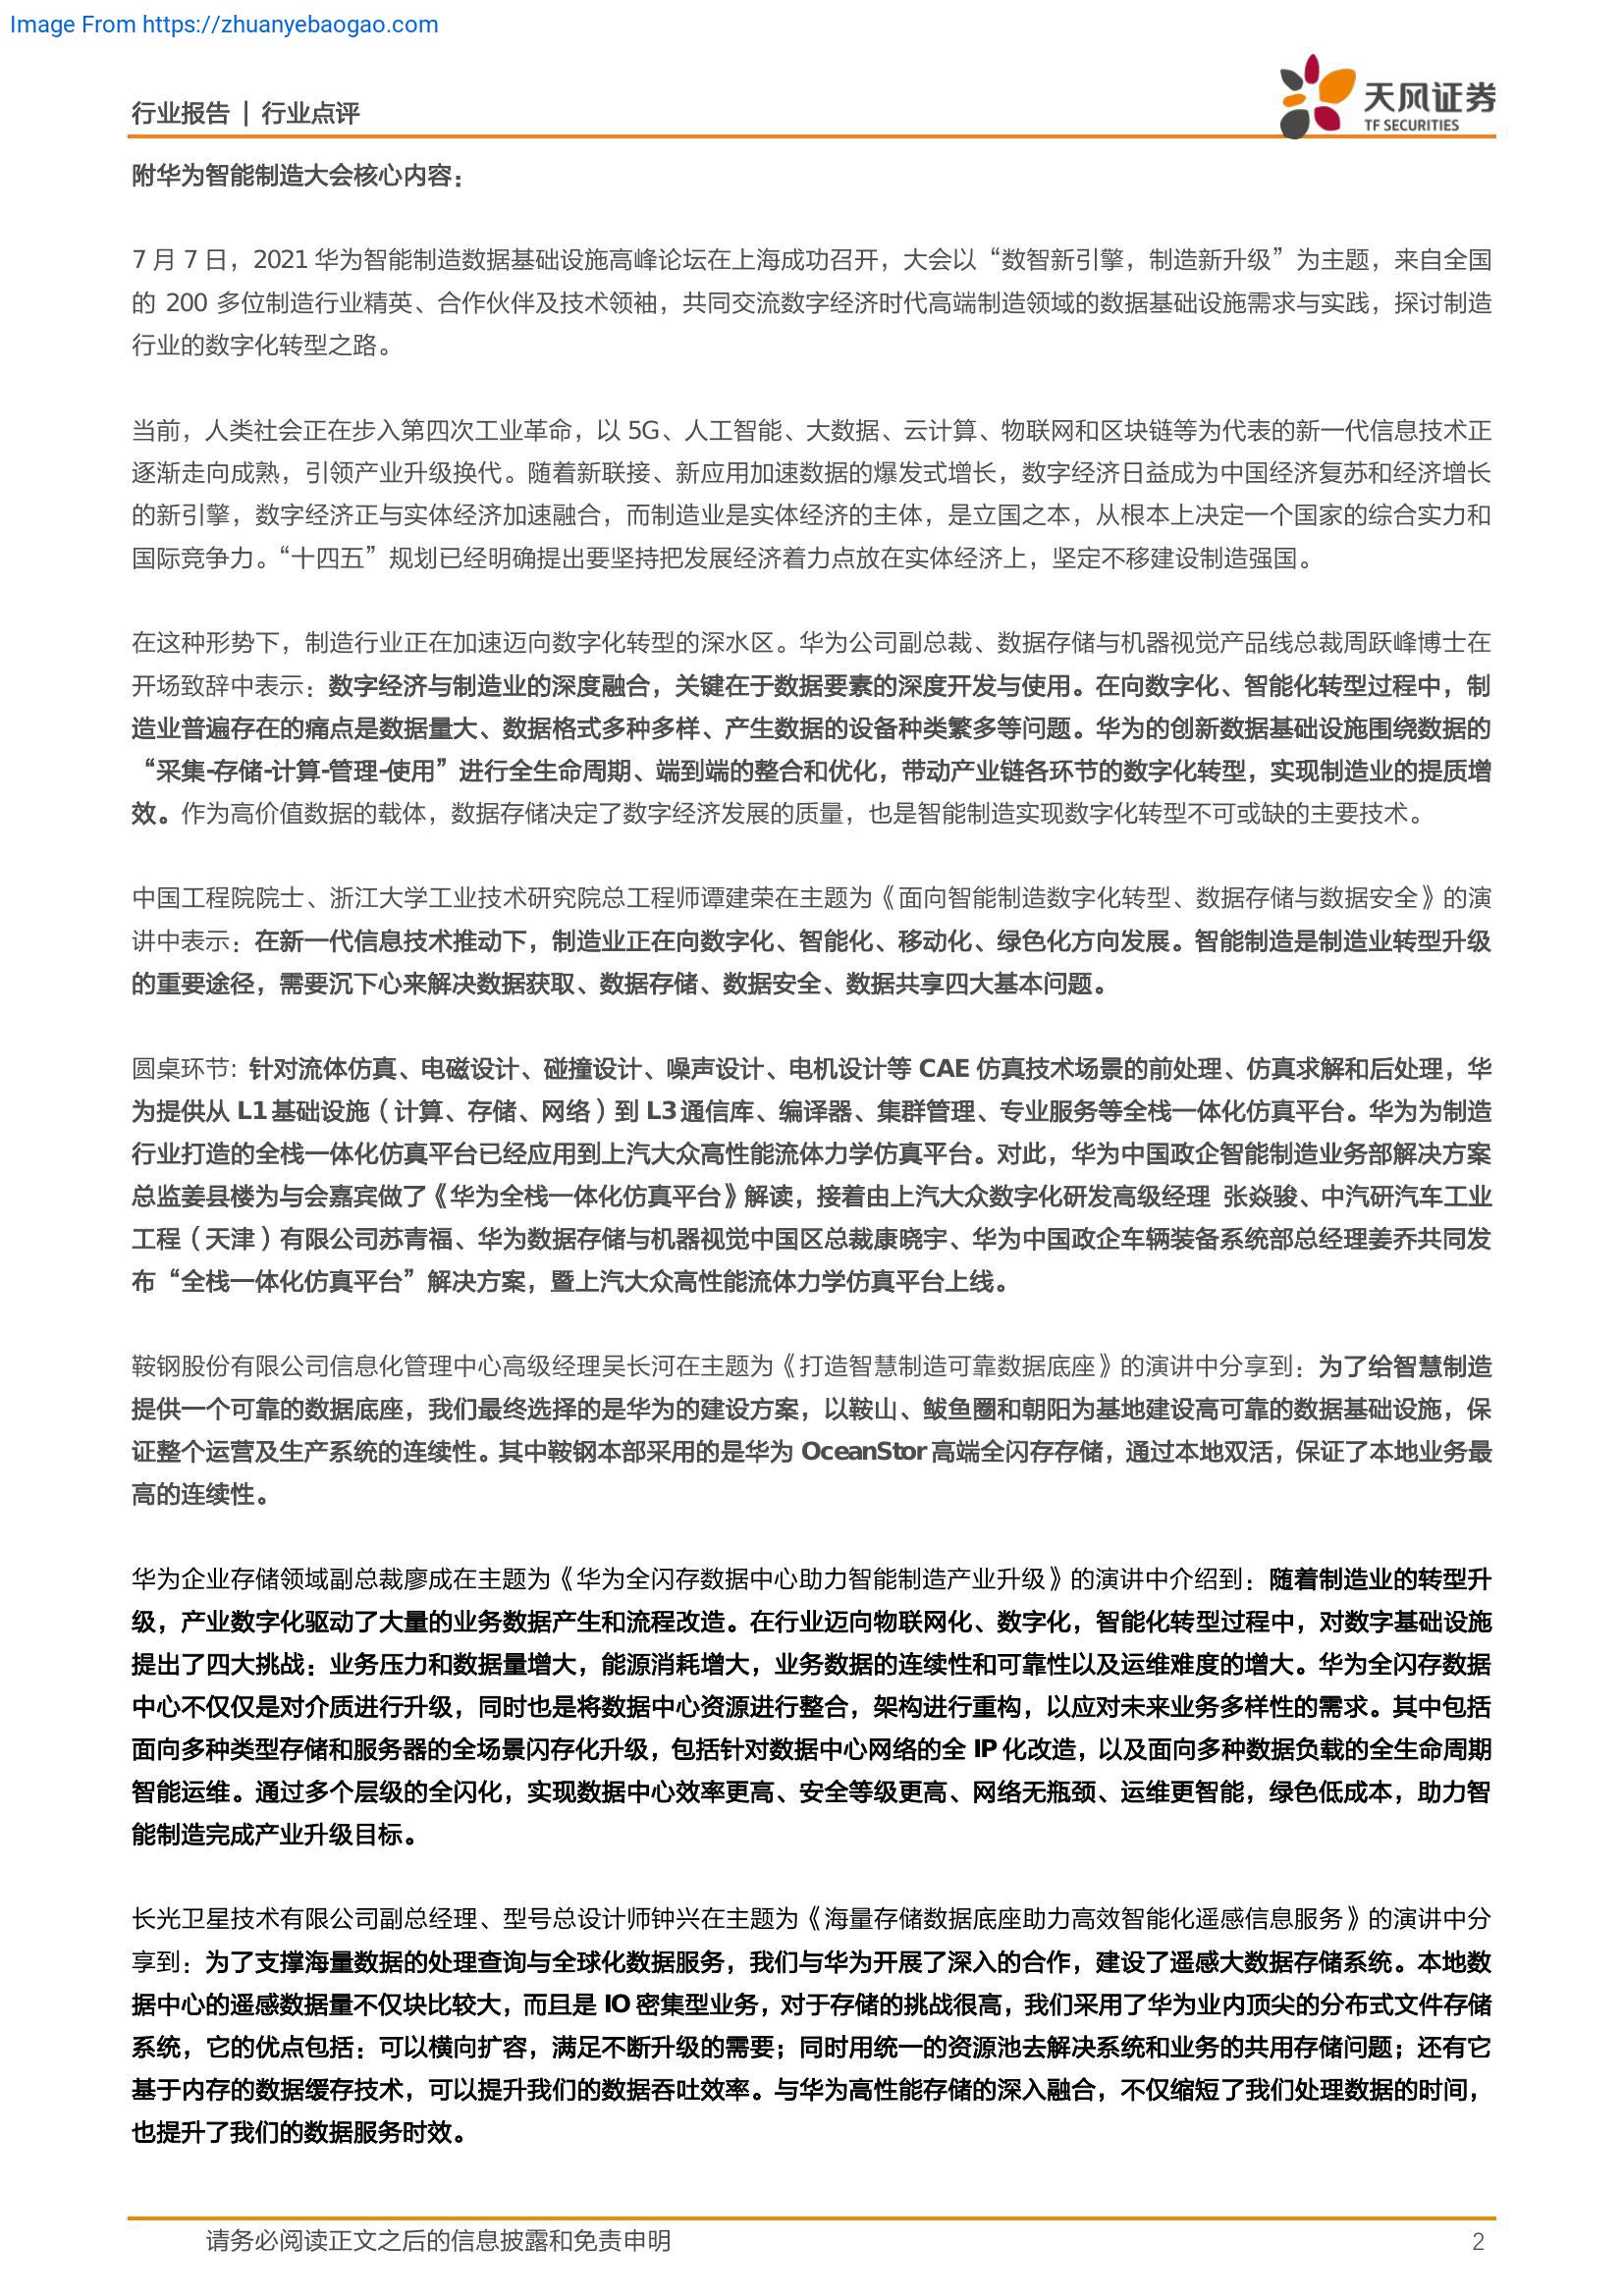 Image From https://zhuanyebaogao.com
行业报告 | 行业点评
天风证券
TF SECURITIES
附华为智能制造大会核心内容：
7 月 7 日，2021 华为智能制造数据基础设施高峰论坛在上海成功召开，大会以“数智新引擎，制造新升级”为主题，来自全国
的 200 多位制造行业精英、合作伙伴及技术领袖，共同交流数字经济时代高端制造领域的数据基础设施需求与实践，探讨制造
行业的数字化转型之路。
当前，人类社会正在步入第四次工业革命，以 5G、人工智能、大数据、云计算、物联网和区块链等为代表的新一代信息技术正
逐渐走向成熟，引领产业升级换代。随着新联接、新应用加速数据的爆发式增长，数字经济日益成为中国经济复苏和经济增长
的新引擎，数字经济正与实体经济加速融合，而制造业是实体经济的主体，是立国之本，从根本上决定一个国家的综合实力和
国际竞争力。“十四五”规划已经明确提出要坚持把发展经济着力点放在实体经济上，坚定不移建设制造强国。
在这种形势下，制造行业正在加速迈向数字化转型的深水区。华为公司副总裁、数据存储与机器视觉产品线总裁周跃峰博士在
开场致辞中表示：数字经济与制造业的深度融合，关键在于数据要素的深度开发与使用。在向数字化、智能化转型过程中，制
造业普遍存在的痛点是数据量大、数据格式多种多样、产生数据的设备种类繁多等问题。华为的创新数据基础设施围绕数据的
“采集-存储-计算-管理-使用”进行全生命周期、端到端的整合和优化，带动产业链各环节的数字化转型，实现制造业的提质增
效。作为高价值数据的载体，数据存储决定了数字经济发展的质量，也是智能制造实现数字化转型不可或缺的主要技术。
中国工程院院士、浙江大学工业技术研究院总工程师谭建荣在主题为《面向智能制造数字化转型、数据存储与数据安全》的演
讲中表示：在新一代信息技术推动下，制造业正在向数字化、智能化、移动化、绿色化方向发展。智能制造是制造业转型升级
的重要途径，需要沉下心来解决数据获取、数据存储、数据安全、数据共享四大基本问题。
圆桌环节: 针对流体仿真、电磁设计、碰撞设计、噪声设计、电机设计等 CAE 仿真技术场景的前处理、仿真求解和后处理，华
为提供从 L1 基础设施（计算、存储、网络）到 L3 通信库、编译器、集群管理、专业服务等全栈一体化仿真平台。华为为制造
行业打造的全栈一体化仿真平台已经应用到上汽大众高性能流体力学仿真平台。对此，华为中国政企智能制造业务部解决方案
总监姜县楼为与会嘉宾做了《华为全栈一体化仿真平台》解读，接着由上汽大众数字化研发高级经理 张焱骏、中汽研汽车工业
工程（天津）有限公司苏青福、华为数据存储与机器视觉中国区总裁康晓宇、华为中国政企车辆装备系统部总经理姜乔共同发
布“全栈一体化仿真平台”解决方案，暨上汽大众高性能流体力学仿真平台上线。
鞍钢股份有限公司信息化管理中心高级经理吴长河在主题为《打造智慧制造可靠数据底座》的演讲中分享到：为了给智慧制造
提供一个可靠的数据底座，我们最终选择的是华为的建设方案，以鞍山、鲅鱼圈和朝阳为基地建设高可靠的数据基础设施，保
证整个运营及生产系统的连续性。其中鞍钢本部采用的是华为 OceanStor 高端全闪存存储，通过本地双活，保证了本地业务最
高的连续性。
华为企业存储领域副总裁廖成在主题为《华为全闪存数据中心助力智能制造产业升级》的演讲中介绍到：随着制造业的转型升
级，产业数字化驱动了大量的业务数据产生和流程改造。在行业迈向物联网化、数字化，智能化转型过程中，对数字基础设施
提出了四大挑战：业务压力和数据量增大，能源消耗增大，业务数据的连续性和可靠性以及运维难度的增大。华为全闪存数据
中心不仅仅是对介质进行升级，同时也是将数据中心资源进行整合，架构进行重构，以应对未来业务多样性的需求。其中包括
面向多种类型存储和服务器的全场景闪存化升级，包括针对数据中心网络的全 IP 化改造，以及面向多种数据负载的全生命周期
智能运维。通过多个层级的全闪化，实现数据中心效率更高、安全等级更高、网络无瓶颈、运维更智能，绿色低成本，助力智
能制造完成产业升级目标。
长光卫星技术有限公司副总经理、型号总设计师钟兴在主题为《海量存储数据底座助力高效智能化遥感信息服务》的演讲中分
享到：为了支撑海量数据的处理查询与全球化数据服务，我们与华为开展了深入的合作，建设了遥感大数据存储系统。本地数
据中心的遥感数据量不仅块比较大，而且是 IO 密集型业务，对于存储的挑战很高，我们采用了华为业内顶尖的分布式文件存储
系统，它的优点包括：可以横向扩容，满足不断升级的需要；同时用统一的资源池去解决系统和业务的共用存储问题；还有它
基于内存的数据缓存技术，可以提升我们的数据吞吐效率。与华为高性能存储的深入融合，不仅缩短了我们处理数据的时间，
也提升了我们的数据服务时效。
请务必阅读正文之后的信息披露和免责申明
2